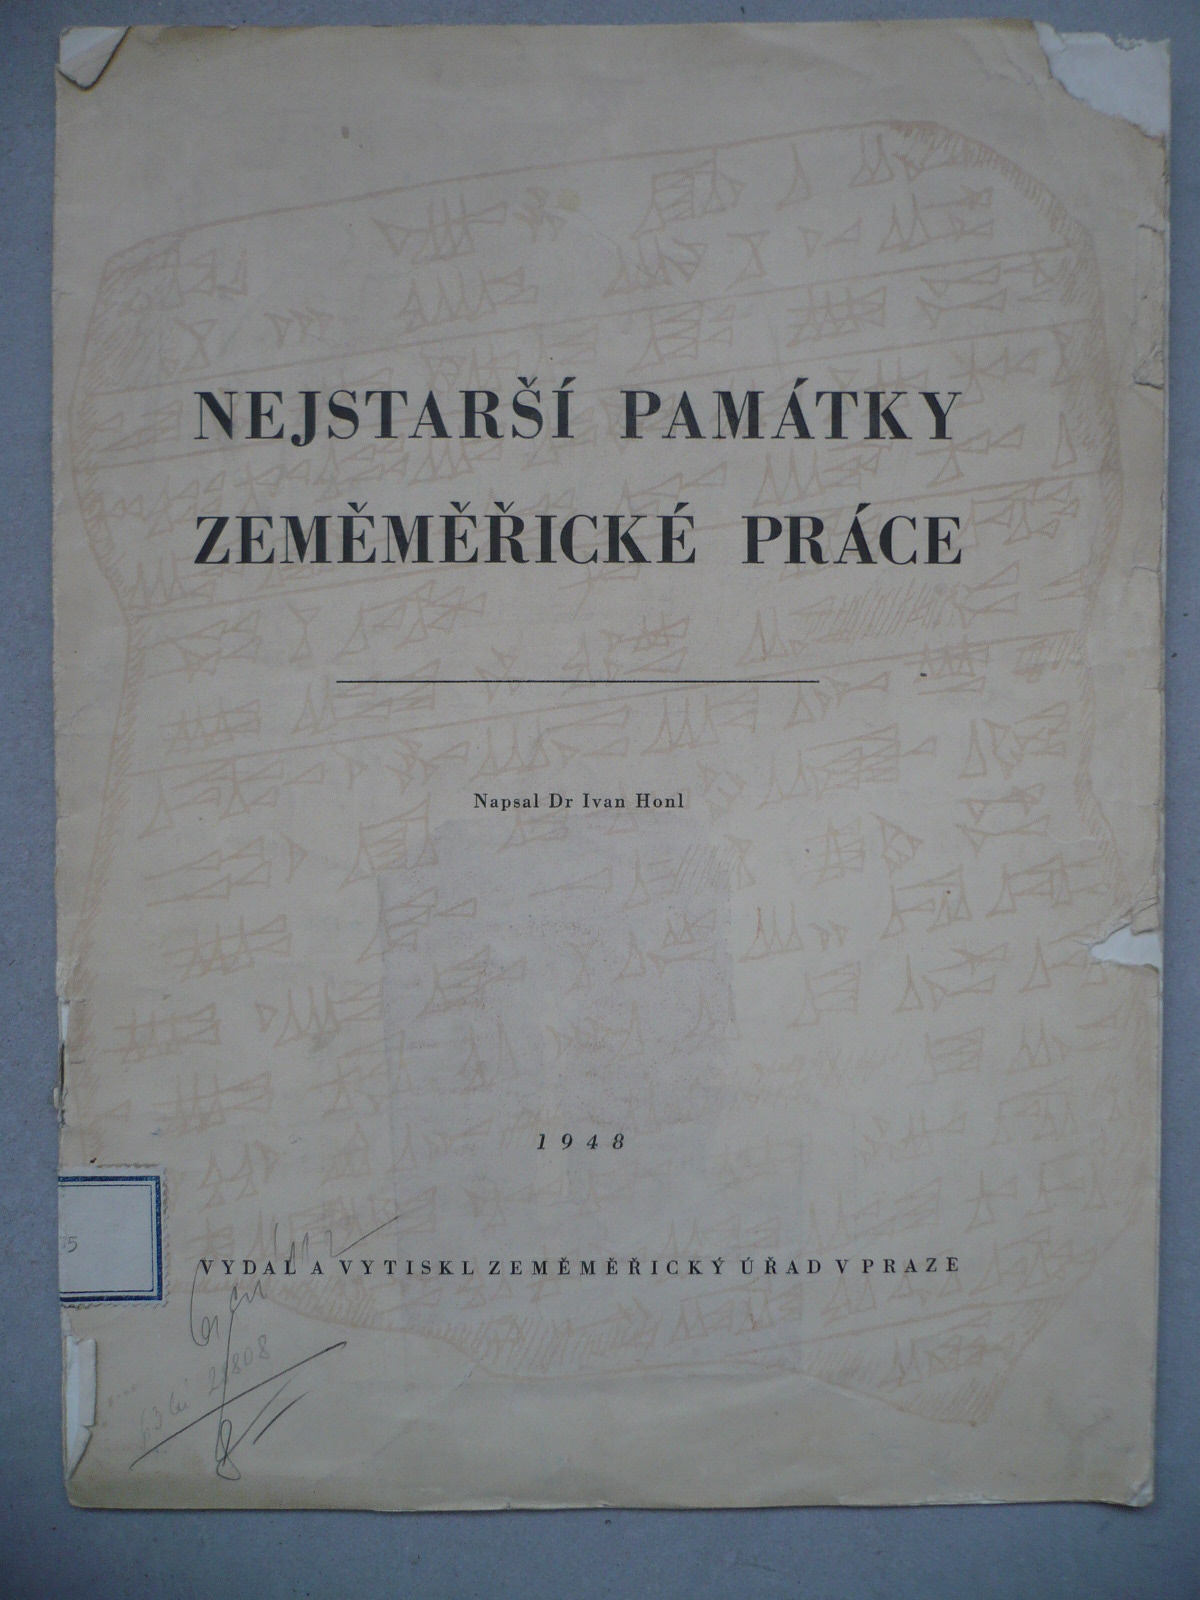 NEJSTARŠÍ PAMÁTKY
ZEMĚMĚŘICKÉ PRÁCE
Napsal Dr Ivan Honl
1948
VYDAL A VYTISKL ZEMĚMĚŘICKÝ ÚŘAD V PRAZE